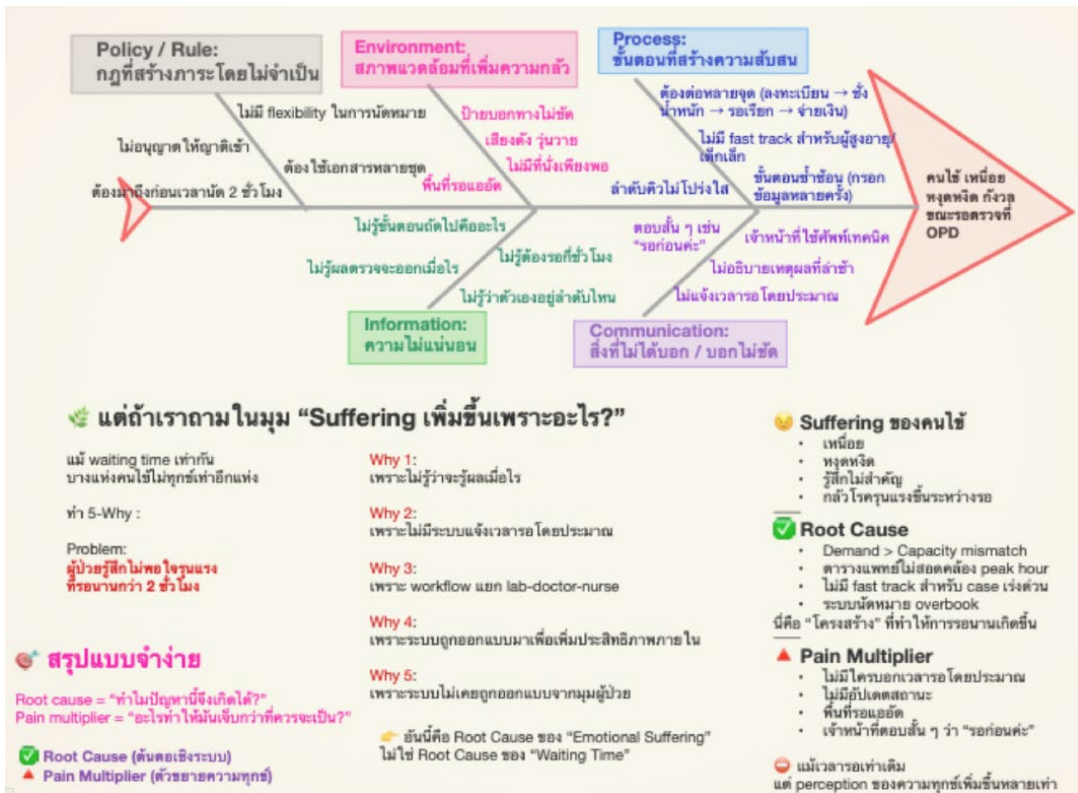 Policy / Rule:
กฎที่สร้างภาระโดยไม่จำเป็น
Environment:
สภาพแวดล้อมที่เพิ่มความกลัว
Process:
ขั้นตอนที่สร้างความสับสน
ไม่มี flexibility ในการนัดหมาย
ไม่อนุญาตให้ญาติเข้า
ต้องใช้เอกสารหลายชุด
ต้องมาถึงก่อนเวลานัด 2 ชั่วโมง
ป้ายบอกทางไม่ชัด
เสียงดัง วุ่นวาย
ไม่มีที่นั่งเพียงพอ
พื้นที่รอแออัด
ต้องต่อหลายจุด (ลงทะเบียน → ชั่ง
น้ำหนัก → รอเรียก → จ่ายเงิน)
ไม่มี fast track สำหรับผู้สูงอายุ/
เด็กเล็ก
ลำดับคิวไม่โปร่งใส
ขั้นตอนซ้ำซ้อน (กรอก
ข้อมูลหลายครั้ง)
คนไข้ เหนื่อย
หงุดหงิด กังวล
ขณะรอตรวจที่
OPD
ไม่รู้ขั้นตอนถัดไปคืออะไร
ไม่รู้ต้องรอกี่ชั่วโมง
ไม่รู้ผลตรวจจะออกเมื่อไร
ไม่รู้ว่าตัวเองอยู่ลำดับไหน
Information:
ความไม่แน่นอน
ตอบสั้น ๆ เช่น
“รอก่อนค่ะ”
เจ้าหน้าที่ใช้ศัพท์เทคนิค
ไม่อธิบายเหตุผลที่ล่าช้า
ไม่แจ้งเวลารอโดยประมาณ
Communication:
สิ่งที่ไม่ได้บอก / บอกไม่ชัด
แต่ถ้าเราถามในมุม “Suffering เพิ่มขึ้นเพราะอะไร?”
แม้ waiting time เท่ากัน
บางแห่งคนไข้ไม่ทุกข์เท่าอีกแห่ง
ทำ 5-Why :
Problem:
ผู้ป่วยรู้สึกไม่พอใจรุนแรง
ที่รอนานกว่า 2 ชั่วโมง
Why 1:
เพราะไม่รู้ว่าจะรู้ผลเมื่อไร
Why 2:
เพราะไม่มีระบบแจ้งเวลารอโดยประมาณ
Why 3:
เพราะ workflow แยก lab-doctor-nurse
Why 4:
เพราะระบบถูกออกแบบมาเพื่อเพิ่มประสิทธิภาพภายใน
Why 5:
เพราะระบบไม่เคยถูกออกแบบจากมุมผู้ป่วย
👉 อันนี้คือ Root Cause ของ “Emotional Suffering”
ไม่ใช่ Root Cause ของ “Waiting Time”
สรุปแบบจำง่าย
Root cause = “ทำไมปัญหานี้จึงเกิดได้?”
Pain multiplier = “อะไรทำให้มันเจ็บกว่าที่ควรจะเป็น?”
✅ Root Cause (ต้นตอเชิงระบบ)
🔺 Pain Multiplier (ตัวขยายความทุกข์)
Suffering ของคนไข้
• เหนื่อย
• หงุดหงิด
• รู้สึกไม่สำคัญ
• กลัวโรครุนแรงขึ้นระหว่างรอ
✅ Root Cause
• Demand > Capacity mismatch
• ตารางแพทย์ไม่สอดคล้อง peak hour
• ไม่มี fast track สำหรับ case เร่งด่วน
• ระบบนัดหมาย overbook
นี่คือ “โครงสร้าง” ที่ทำให้การรอนานเกิดขึ้น
🔺 Pain Multiplier
• ไม่มีใครบอกเวลารอโดยประมาณ
• ไม่มีอัปเดตสถานะ
• พื้นที่รอแออัด
• เจ้าหน้าที่ตอบสั้น ๆ ว่า “รอก่อนค่ะ”
⛔ แม้เวลารอเท่าเดิม
แต่ perception ของความทุกข์เพิ่มขึ้นหลายเท่า